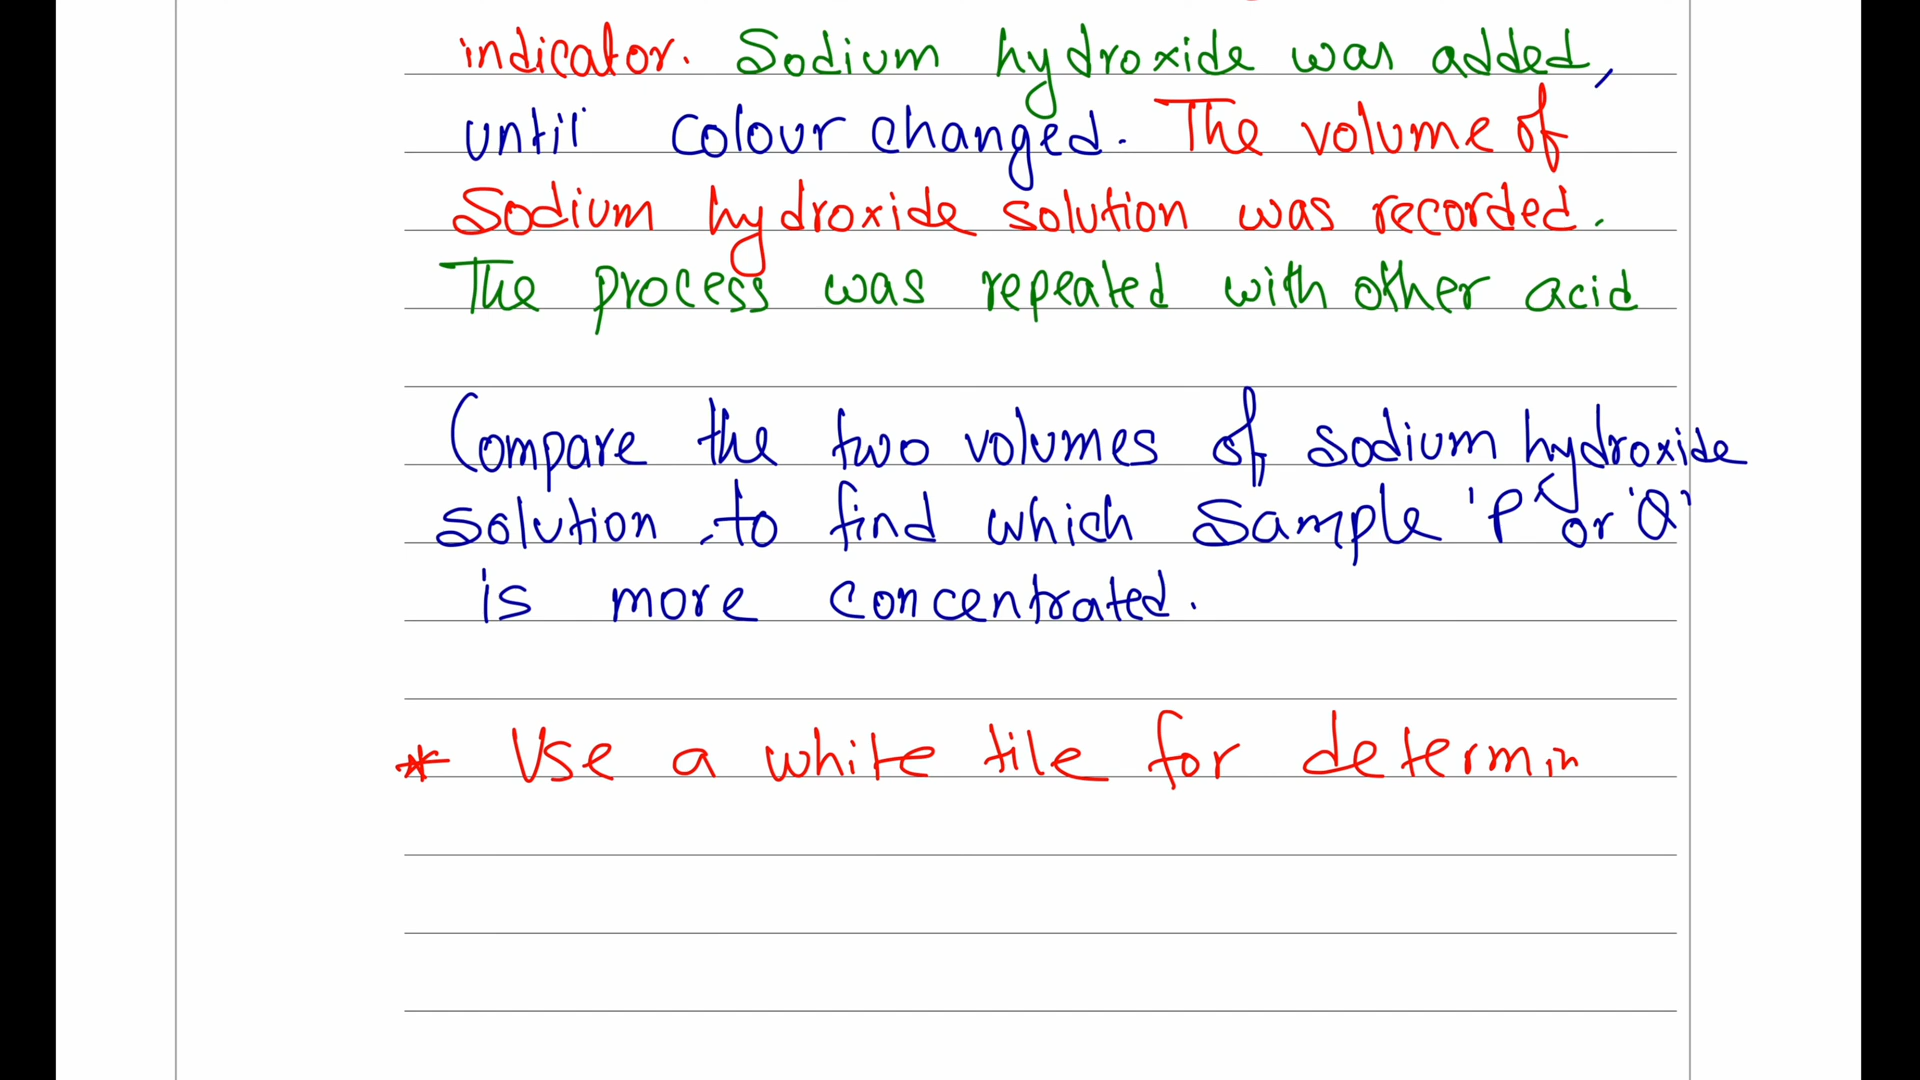 indicator. Sodium hydroxide was added,
until colour changed. The volume of
Sodium hydroxide solution was recorded.
The process was repeated with other acid
Compare the two volumes of sodium hydroxide
solution to find which sample 'P' or 'Q'
is more concentrated.
* Use a white tile for determin